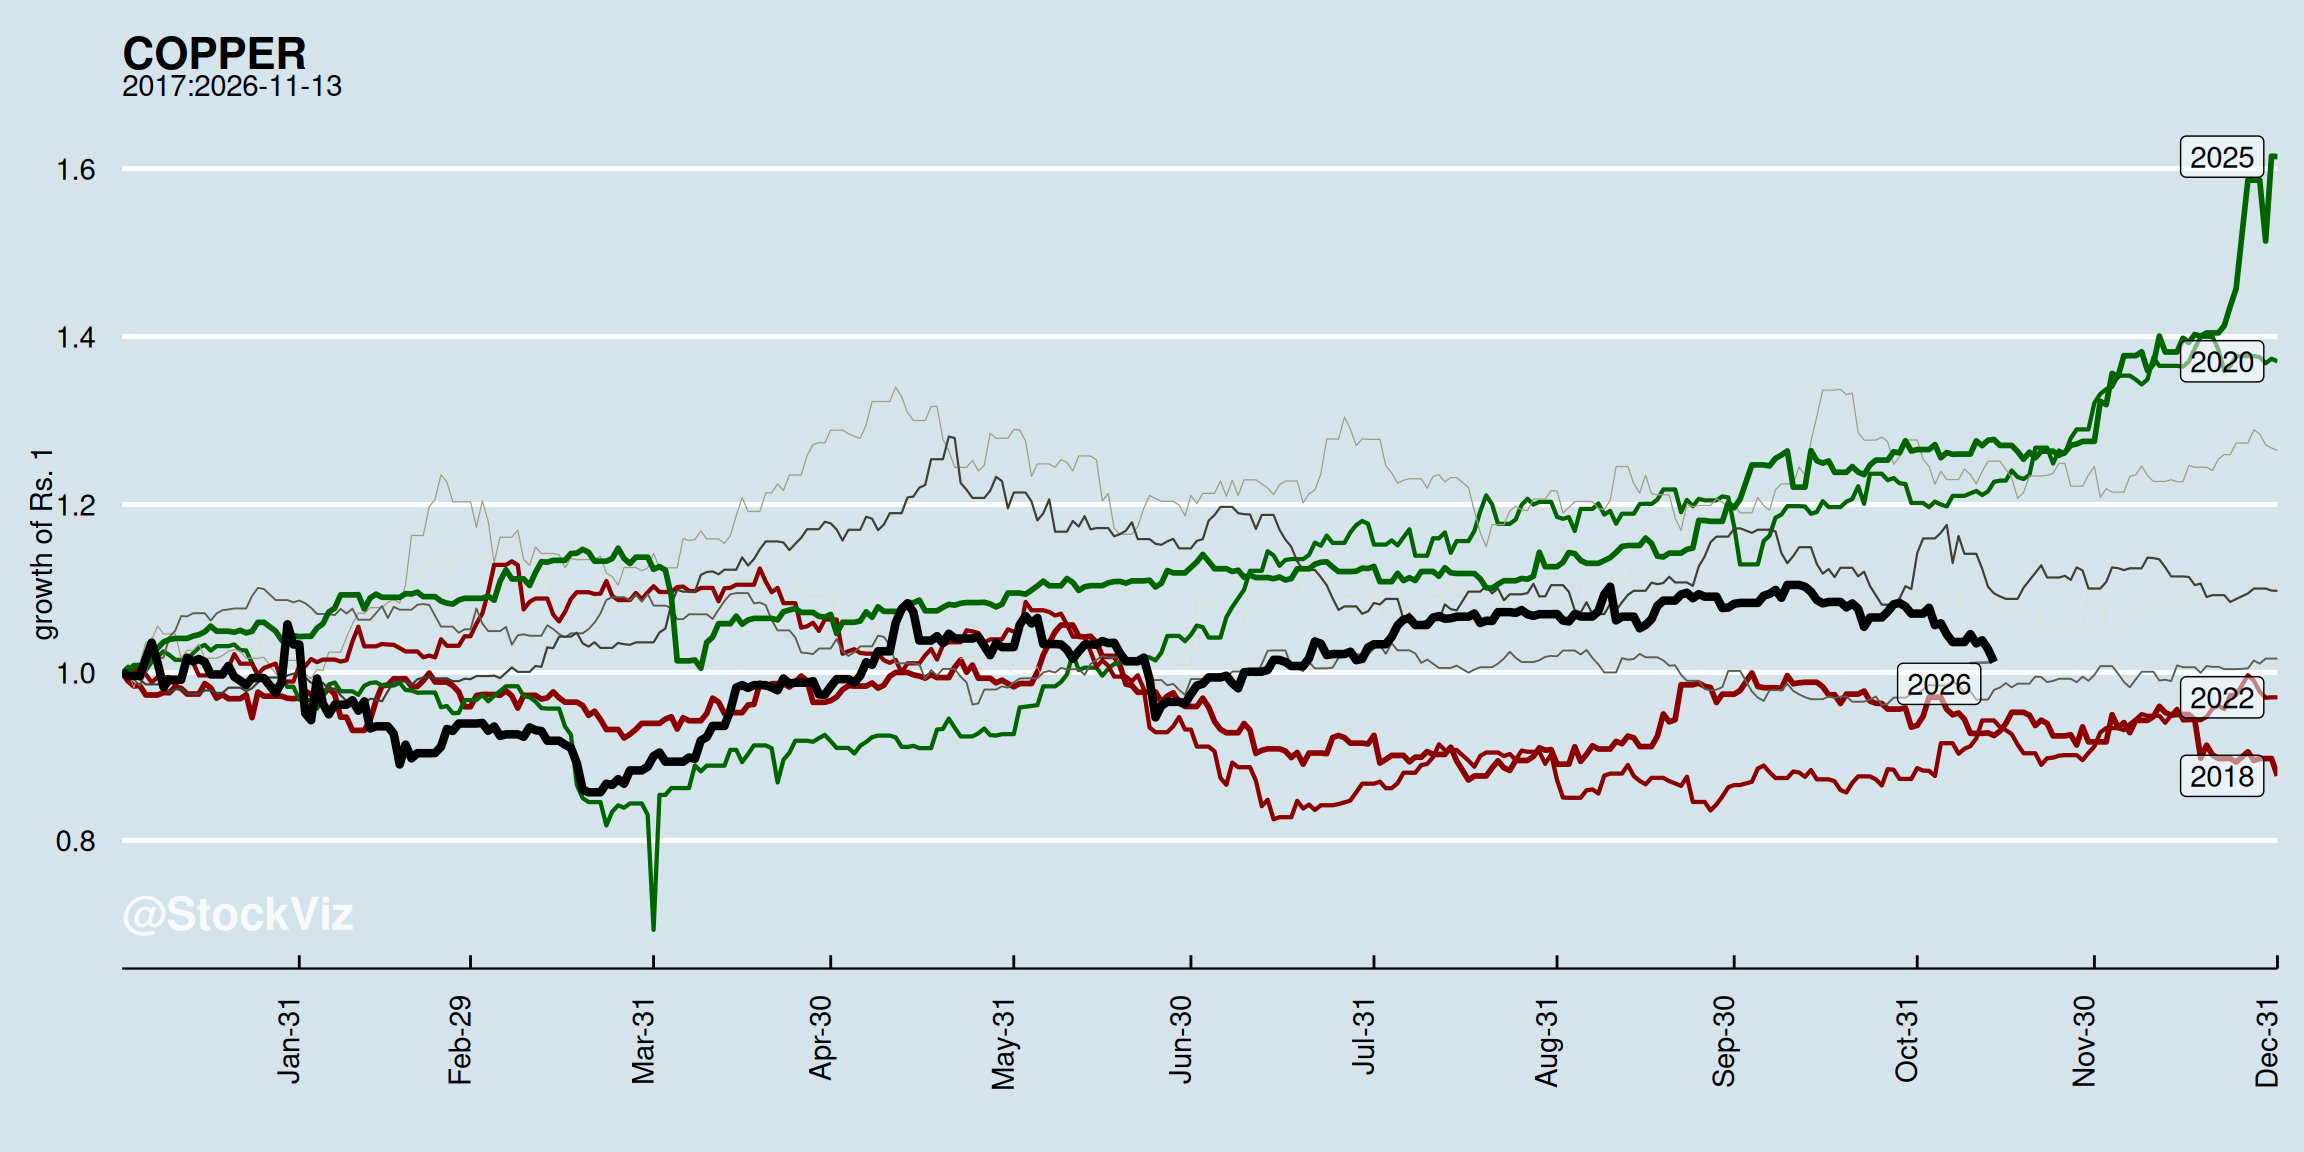 COPPER
2017:2026-11-13
growth of Rs. 1
1.6
1.4
1.2
1.0
0.8
2025
2020
2026
2022
2018
@StockViz
Jan-31
Feb-29
Mar-31
Apr-30
May-31
Jun-30
Jul-31
Aug-31
Sep-30
Oct-31
Nov-30
Dec-31